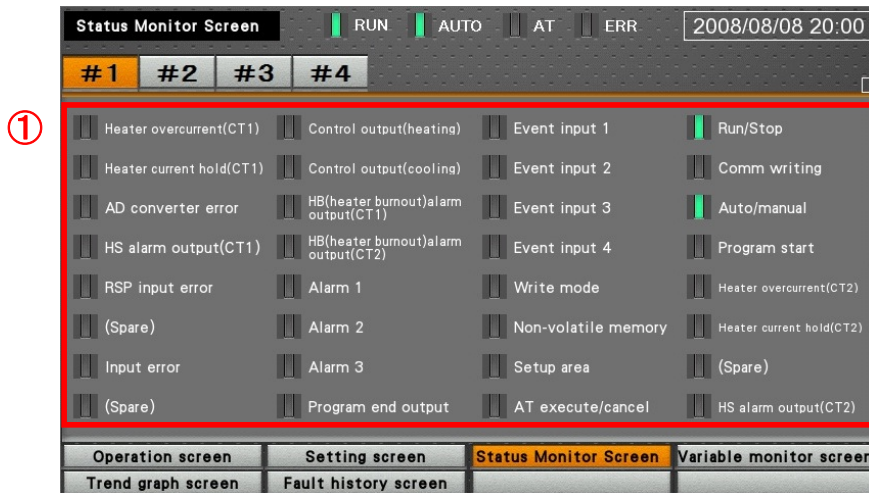 Status Monitor Screen
RUN
AUTO
AT
ERR
2008/08/08 20:00
#1
#2
#3
#4
①
Heater overcurrent(CT1)
Control output(heating)
Event input 1
Run/Stop
Heater current hold(CT1)
Control output(cooling)
Event input 2
Comm writing
AD converter error
HB(heater burnout)alarm
output(CT1)
Event input 3
Auto/manual
HS alarm output(CT1)
HB(heater burnout)alarm
output(CT2)
Event input 4
Program start
RSP input error
Alarm 1
Write mode
Heater overcurrent(CT2)
(Spare)
Alarm 2
Non-volatile memory
Heater current hold(CT2)
Input error
Alarm 3
Setup area
(Spare)
(Spare)
Program end output
AT execute/cancel
HS alarm output(CT2)
Operation screen
Setting screen
Status Monitor Screen
Variable monitor screen
Trend graph screen
Fault history screen